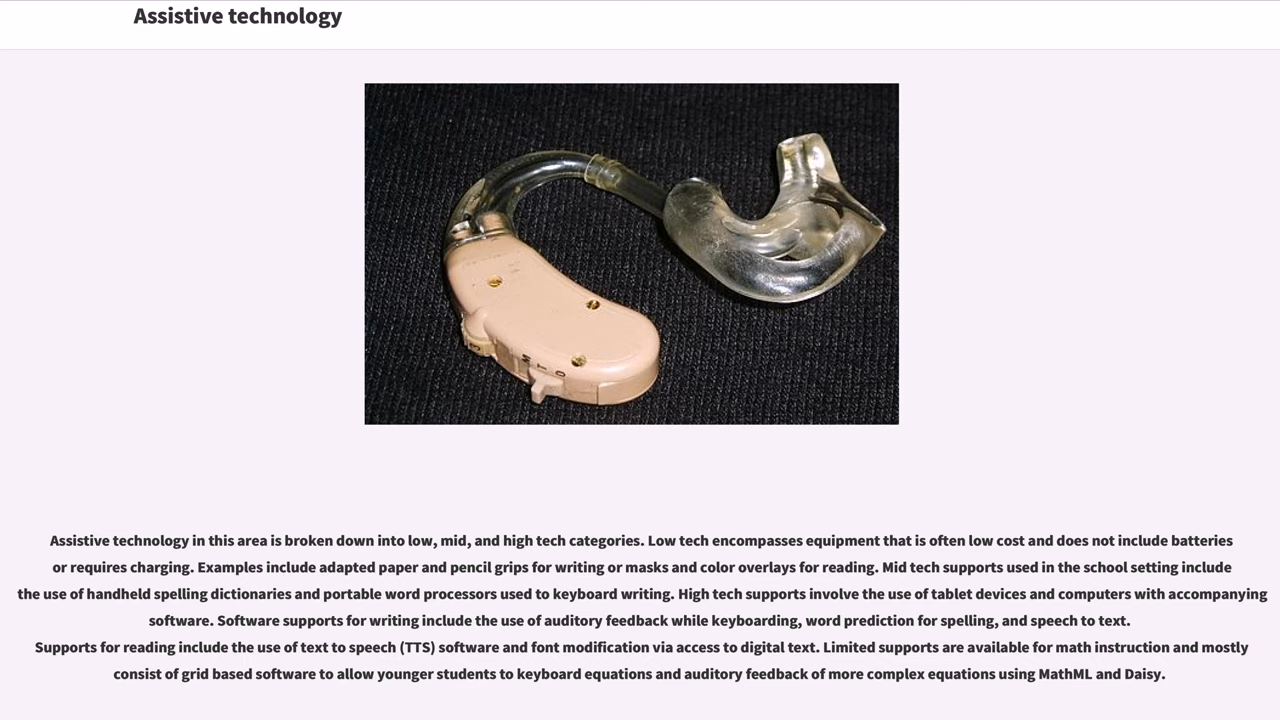 Assistive technology
M
T
O
Assistive technology in this area is broken down into low, mid, and high tech categories. Low tech encompasses equipment that is often low cost and does not include batteries
or requires charging. Examples include adapted paper and pencil grips for writing or masks and color overlays for reading. Mid tech supports used in the school setting include
the use of handheld spelling dictionaries and portable word processors used to keyboard writing. High tech supports involve the use of tablet devices and computers with accompanying
software. Software supports for writing include the use of auditory feedback while keyboarding, word prediction for spelling, and speech to text.
Supports for reading include the use of text to speech (TTS) software and font modification via access to digital text. Limited supports are available for math instruction and mostly
consist of grid based software to allow younger students to keyboard equations and auditory feedback of more complex equations using MathML and Daisy.